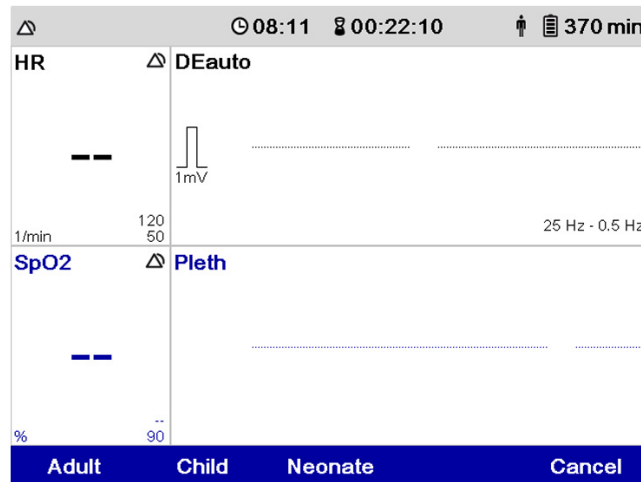 08:11 00:22:10 370 min
HR DEauto
--
1mV
120
1/min 50
25 Hz - 0.5 Hz
SpO2 Pleth
--
--
% 90
Adult Child Neonate Cancel